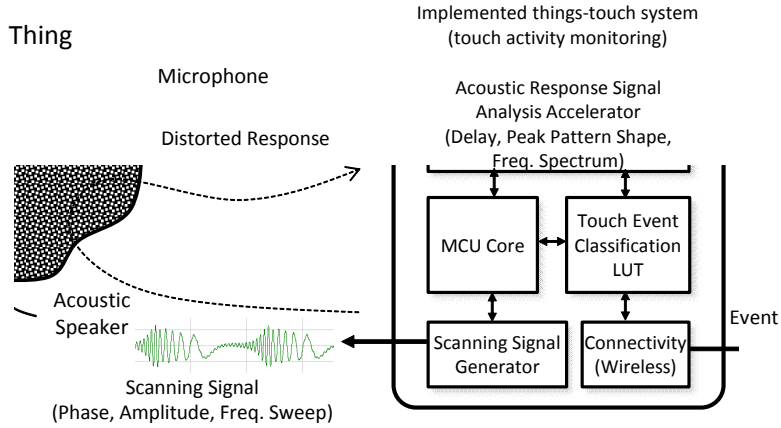 Implemented things-touch system
(touch activity monitoring)
Thing
Microphone
Acoustic Response Signal
Analysis Accelerator
(Delay, Peak Pattern Shape,
Freq. Spectrum)
Distorted Response
MCU Core
Touch Event
Classification
LUT
Acoustic
Speaker
Scanning Signal
Generator
Connectivity
(Wireless)
Event
Scanning Signal
(Phase, Amplitude, Freq. Sweep)